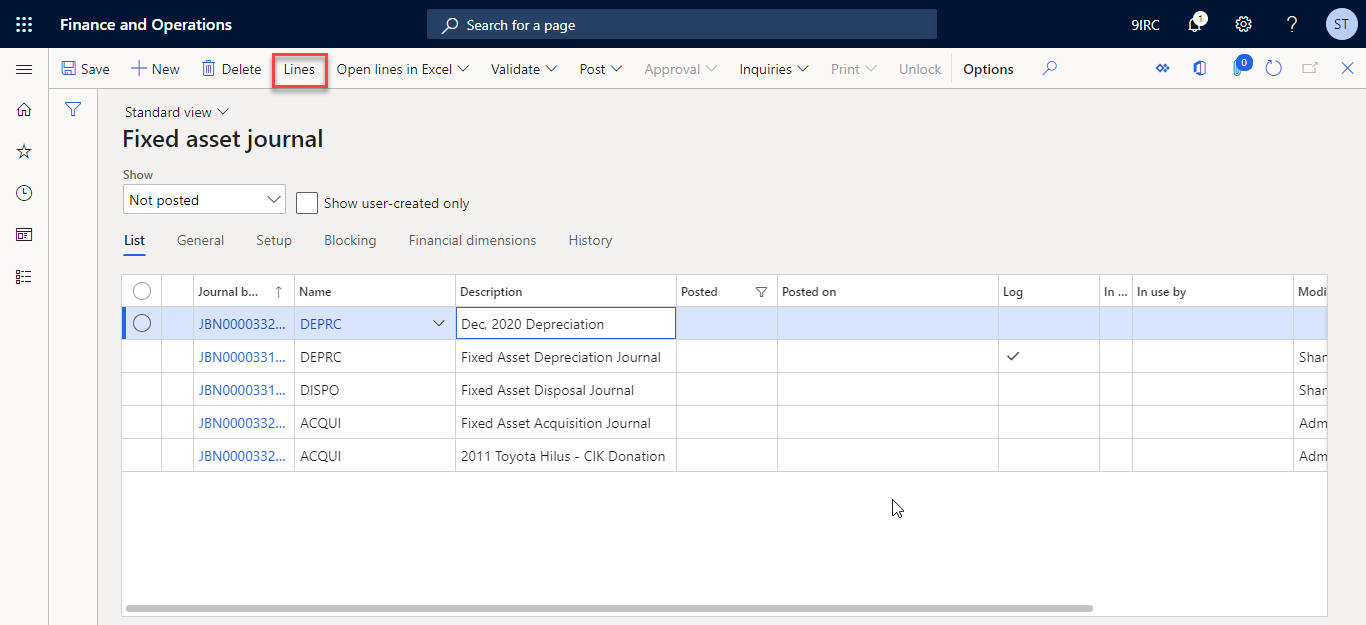 Finance and Operations
Search for a page
9IRC
1
?
ST
Save
New
Delete
Lines
Open lines in Excel
Validate
Post
Approval
Inquiries
Print
Unlock
Options
0
Standard view
Fixed asset journal
Show
Not posted
Show user-created only
List
General
Setup
Blocking
Financial dimensions
History
Journal b... Name Description Posted Posted on Log In ... In use by Modi
JBN0000332... DEPRC Dec, 2020 Depreciation
JBN0000331... DEPRC Fixed Asset Depreciation Journal Shar
JBN0000331... DISPO Fixed Asset Disposal Journal Shar
JBN0000332... ACQUI Fixed Asset Acquisition Journal Adm
JBN0000332... ACQUI 2011 Toyota Hilus - CIK Donation Adm